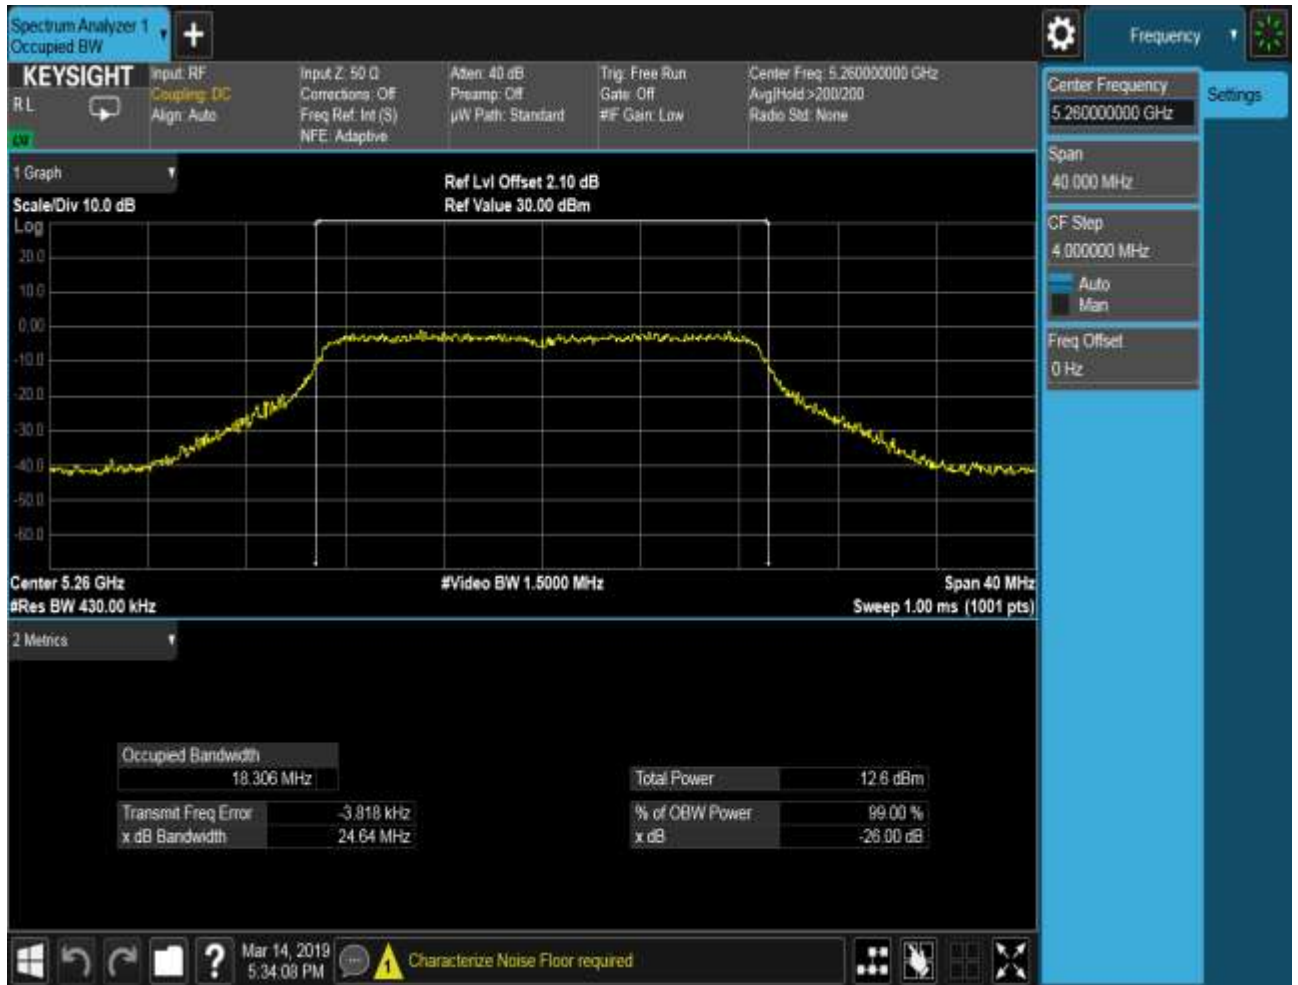 Spectrum Analyzer 1
Occupied BW
Frequency
KEYSIGHT
R L
Input: RF
Coupling: DC
Align: Auto
Input Z: 50 Ω
Corrections: Off
Freq Ref: Int (S)
NFE: Adaptive
Atten: 40 dB
Preamp: Off
µW Path: Standard
Trig: Free Run
Gate: Off
#IF Gain: Low
Center Freq: 5.260000000 GHz
Avg|Hold:>200/200
Radio Std: None
Center Frequency
5.260000000 GHz
Settings
Span
40.000 MHz
CF Step
4.000000 MHz
Auto
Man
Freq Offset
0 Hz
1 Graph
Scale/Div 10.0 dB
Ref Lvl Offset 2.10 dB
Ref Value 30.00 dBm
Log
20.0
10.0
0.00
-10.0
-20.0
-30.0
-40.0
-50.0
-60.0
Center 5.26 GHz
#Video BW 1.5000 MHz
Span 40 MHz
#Res BW 430.00 kHz
Sweep 1.00 ms (1001 pts)
2 Metrics
Occupied Bandwidth
18.306 MHz
Total Power 12.6 dBm
Transmit Freq Error -3.818 kHz
% of OBW Power 99.00 %
x dB Bandwidth 24.64 MHz
x dB -26.00 dB
Mar 14, 2019
5:34:08 PM
1
Characterize Noise Floor required